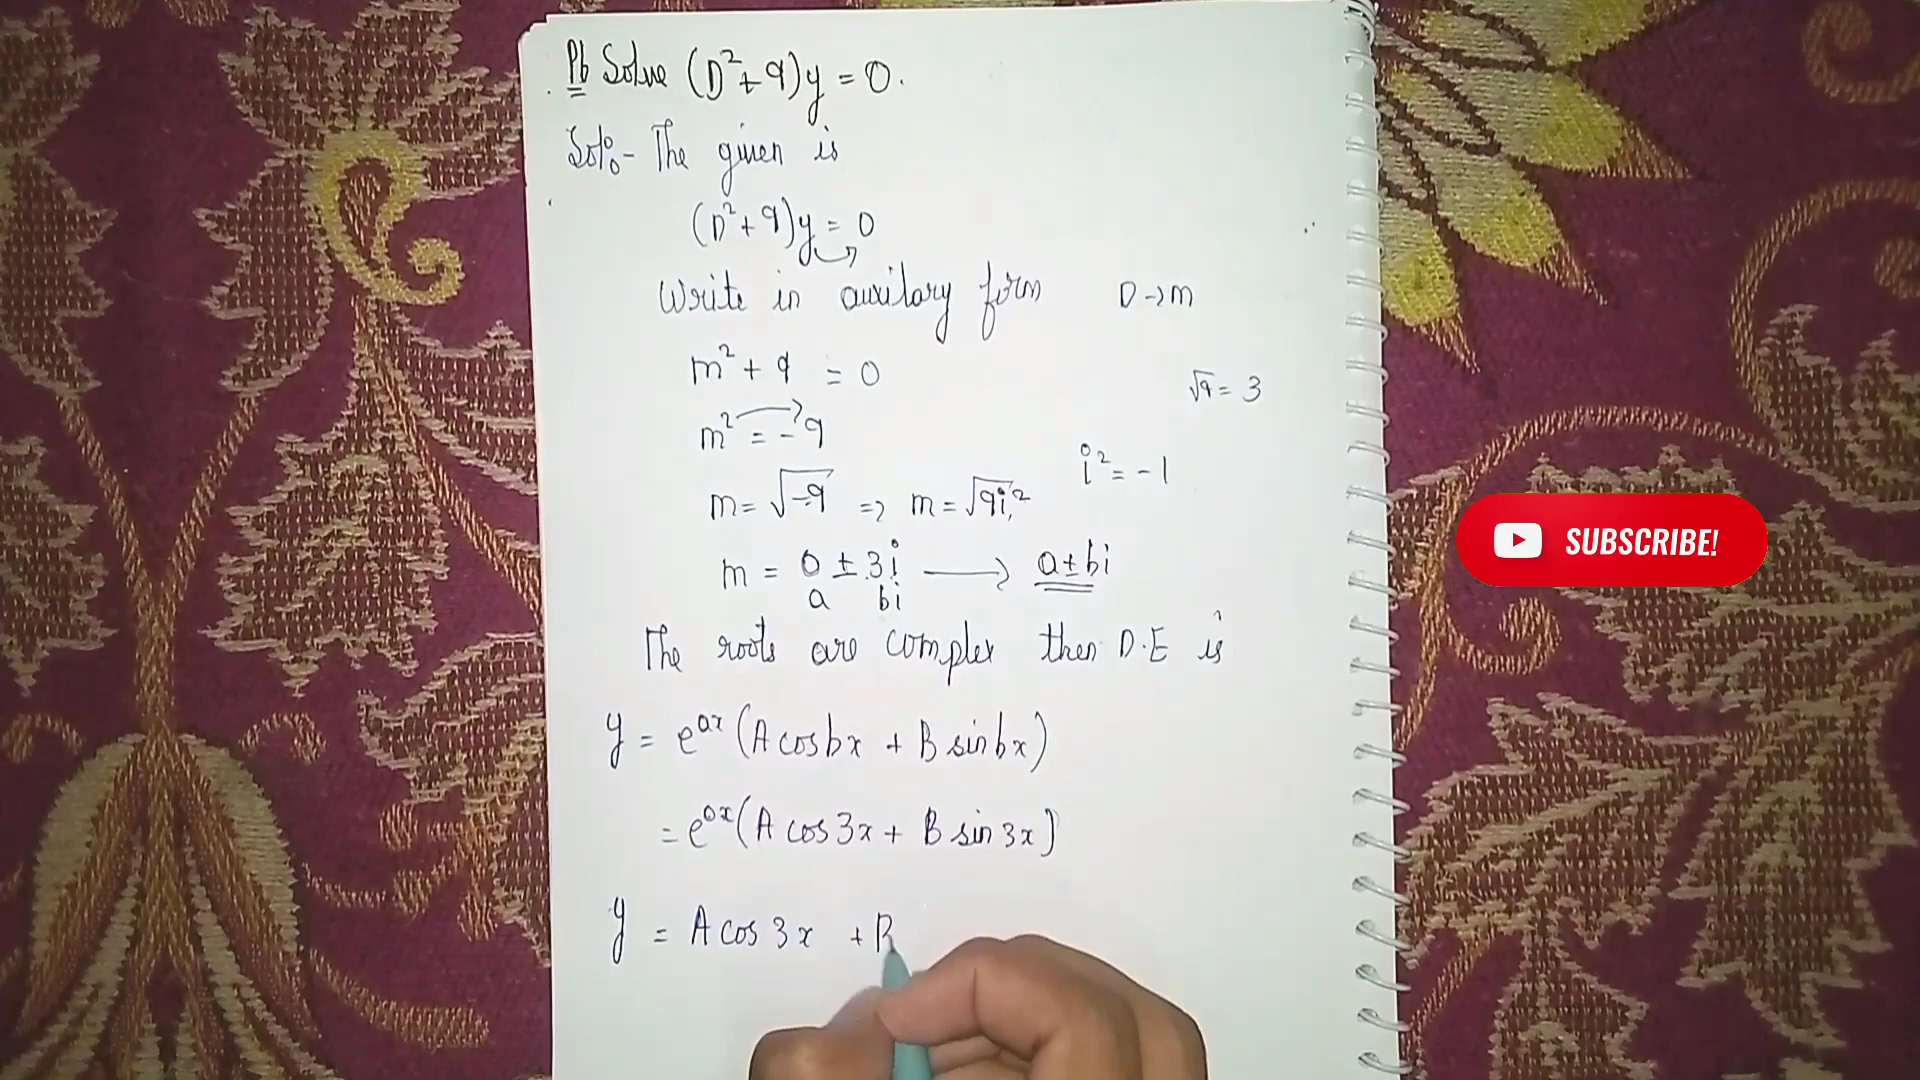 Pb Solve (D²+9)y = 0.
Sol:- The given is
(D²+9)y = 0
Write in auxilary form D→m
m²+9 = 0
√9 = 3
m² = -9
i² = -1
m = √-9 => m = √9i²
m = 0 ± 3i → a±bi
a bi
The roots are complex then D.E is
y = e^ax (A cos bx + B sin bx)
= e^0x (A cos 3x + B sin 3x)
y = A cos 3x + B
SUBSCRIBE!